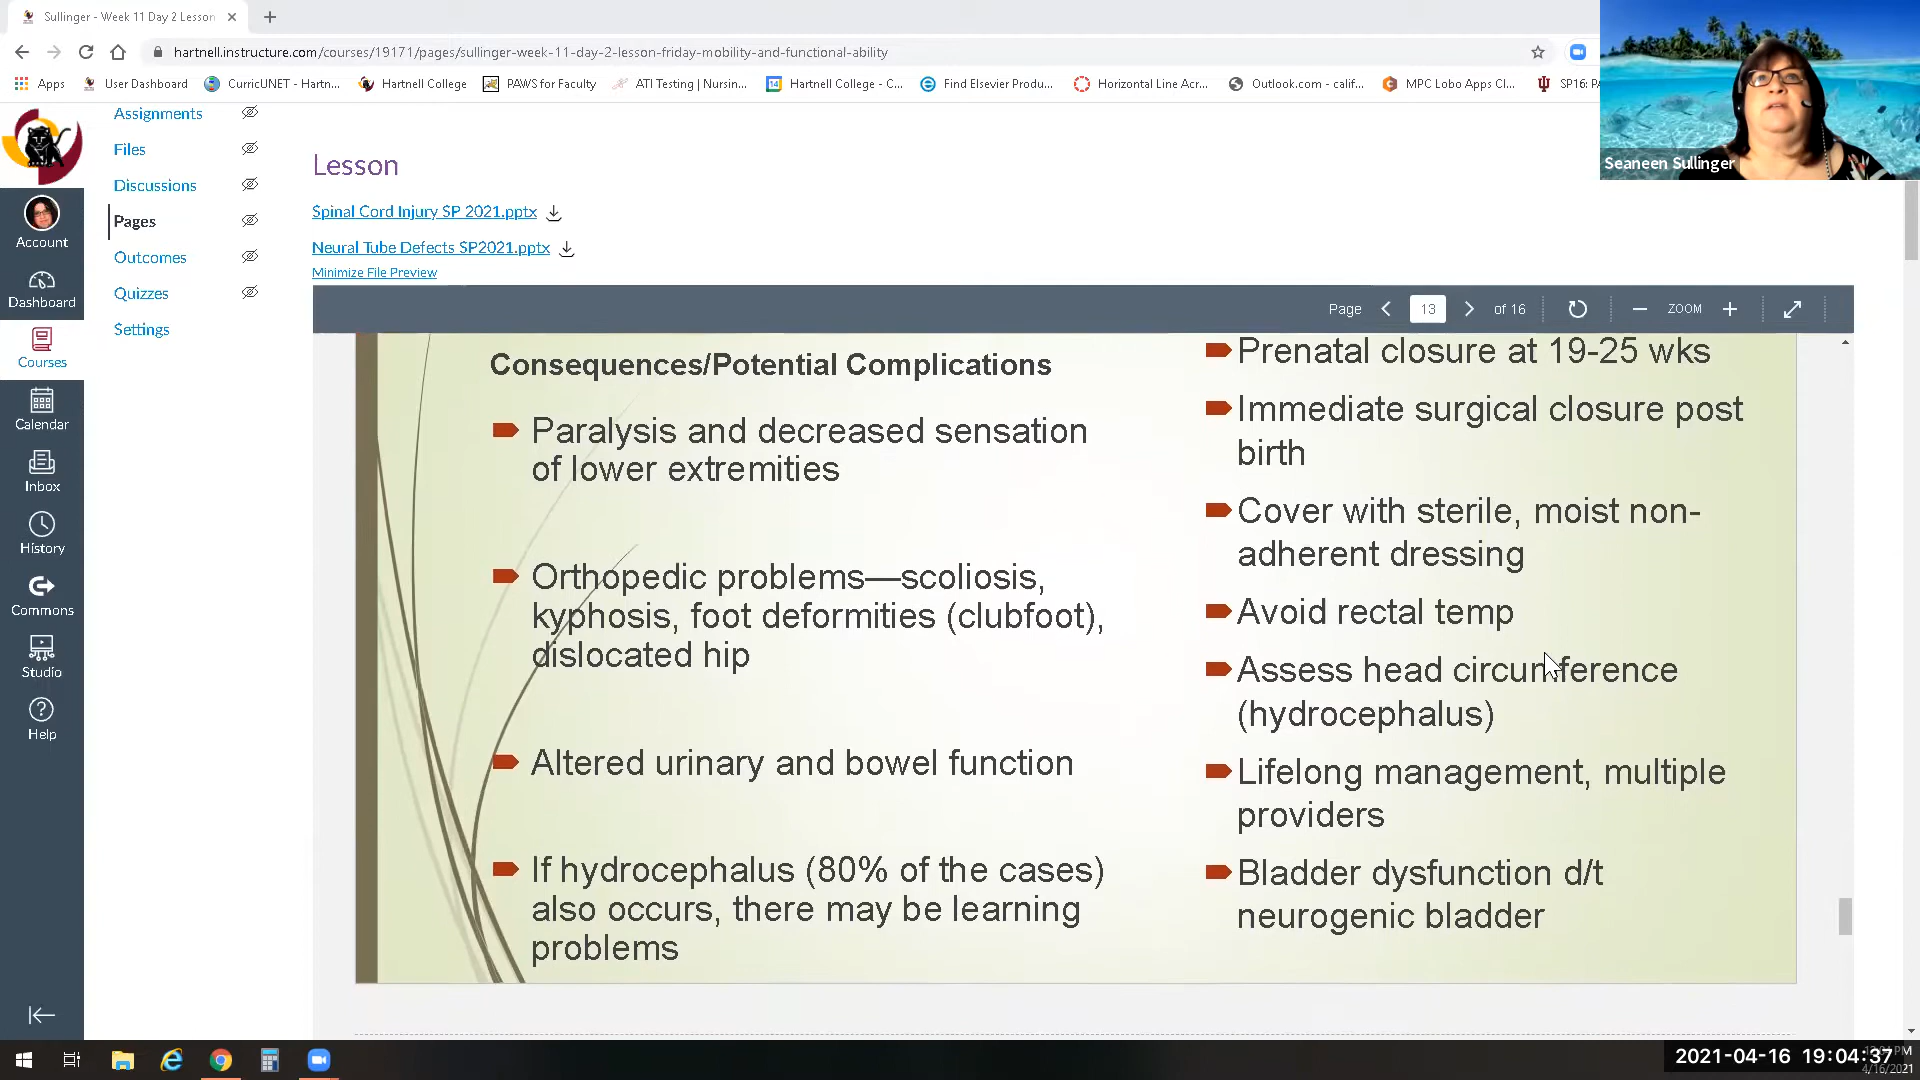 Sullinger - Week 11 Day 2 Lesson
hartnell.instructure.com/courses/19171/pages/sullinger-week-11-day-2-lesson-friday-mobility-and-functional-ability
Apps
User Dashboard
CurricUNET - Hartn...
Hartnell College
PAWS for Faculty
ATI Testing | Nursin...
Hartnell College - C...
Find Elsevier Produ...
Horizontal Line Acr...
Outlook.com - calif...
MPC Lobo Apps Cl...
SP16: PA
Seaneen Sullinger
Account
Dashboard
Courses
Calendar
Inbox
History
Commons
Studio
Help
Assignments
Files
Discussions
Pages
Outcomes
Quizzes
Settings
Lesson
Spinal Cord Injury SP 2021.pptx
Neural Tube Defects SP2021.pptx
Minimize File Preview
Page 13 of 16 ZOOM
Consequences/Potential Complications
Paralysis and decreased sensation
of lower extremities
Orthopedic problems—scoliosis,
kyphosis, foot deformities (clubfoot),
dislocated hip
Altered urinary and bowel function
If hydrocephalus (80% of the cases)
also occurs, there may be learning
problems
Prenatal closure at 19-25 wks
Immediate surgical closure post
birth
Cover with sterile, moist non-
adherent dressing
Avoid rectal temp
Assess head circumference
(hydrocephalus)
Lifelong management, multiple
providers
Bladder dysfunction d/t
neurogenic bladder
2021-04-16 19:04:37
4/16/2021